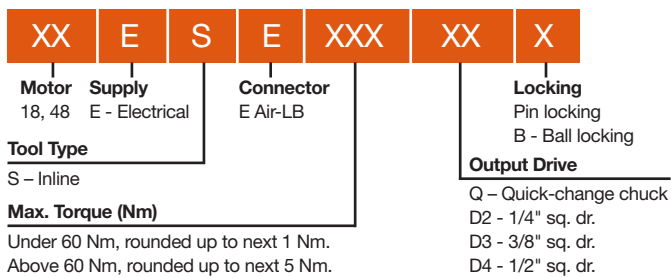 XX E S E XXX XX X
Motor Supply Connector Locking
18, 48 E - Electrical E Air-LB Pin locking
B - Ball locking
Tool Type
S – Inline
Output Drive
Q – Quick-change chuck
D2 - 1/4" sq. dr.
D3 - 3/8" sq. dr.
D4 - 1/2" sq. dr.
Max. Torque (Nm)
Under 60 Nm, rounded up to next 1 Nm.
Above 60 Nm, rounded up to next 5 Nm.